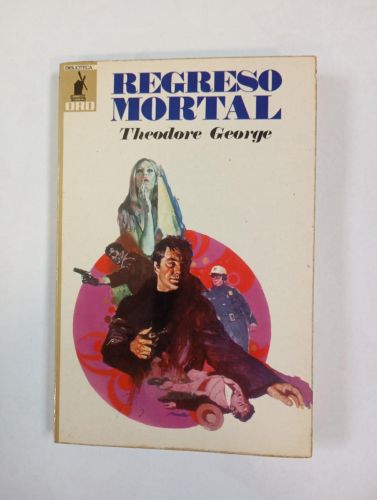 BIBLIOTECA
ORO
REGRESO
MORTAL
Theodore George